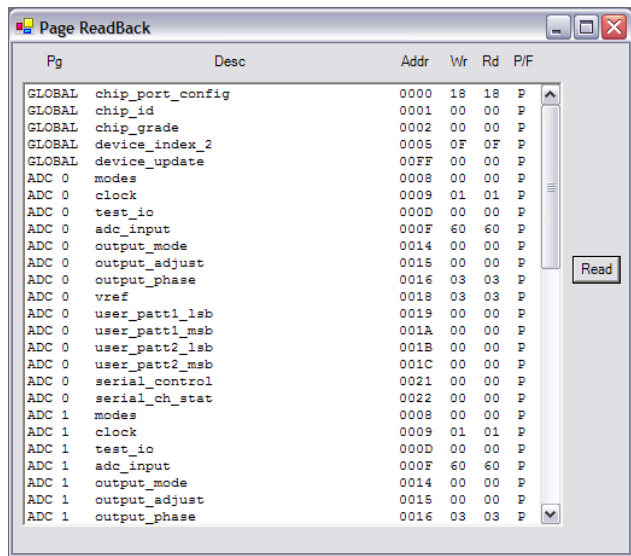 Page ReadBack
Pg Desc Addr Wr Rd P/F
GLOBAL chip_port_config 0000 18 18 P
GLOBAL chip_id 0001 00 00 P
GLOBAL chip_grade 0002 00 00 P
GLOBAL device_index_2 0005 0F 0F P
GLOBAL device_update 00FF 00 00 P
ADC 0 modes 0008 00 00 P
ADC 0 clock 0009 01 01 P
ADC 0 test_io 000D 00 00 P
ADC 0 adc_input 000F 60 60 P
ADC 0 output_mode 0014 00 00 P
ADC 0 output_adjust 0015 00 00 P
ADC 0 output_phase 0016 03 03 P
ADC 0 vref 0018 03 03 P
ADC 0 user_patt1_lsb 0019 00 00 P
ADC 0 user_patt1_msb 001A 00 00 P
ADC 0 user_patt2_lsb 001B 00 00 P
ADC 0 user_patt2_msb 001C 00 00 P
ADC 0 serial_control 0021 00 00 P
ADC 0 serial_ch_stat 0022 00 00 P
ADC 1 modes 0008 00 00 P
ADC 1 clock 0009 01 01 P
ADC 1 test_io 000D 00 00 P
ADC 1 adc_input 000F 60 60 P
ADC 1 output_mode 0014 00 00 P
ADC 1 output_adjust 0015 00 00 P
ADC 1 output_phase 0016 03 03 P
Read